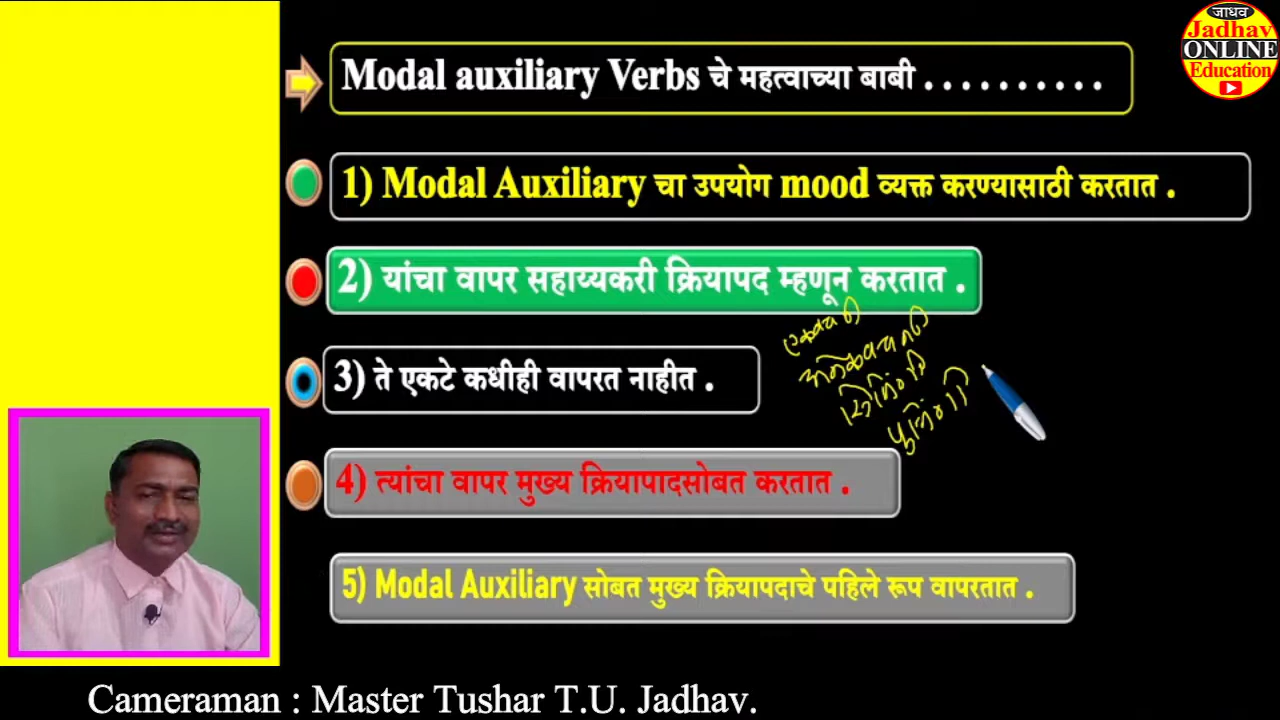 जाधव
Jadhav
ONLINE
Education
Modal auxiliary Verbs चे महत्वाच्या बाबी . . . . . . . . . .
1) Modal Auxiliary चा उपयोग mood व्यक्त करण्यासाठी करतात .
2) यांचा वापर सहाय्यकरी क्रियापद म्हणून करतात .
3) ते एकटे कधीही वापरत नाहीत .
4) त्यांचा वापर मुख्य क्रियापादसोबत करतात .
5) Modal Auxiliary सोबत मुख्य क्रियापदाचे पहिले रूप वापरतात .
Cameraman : Master Tushar T.U. Jadhav.